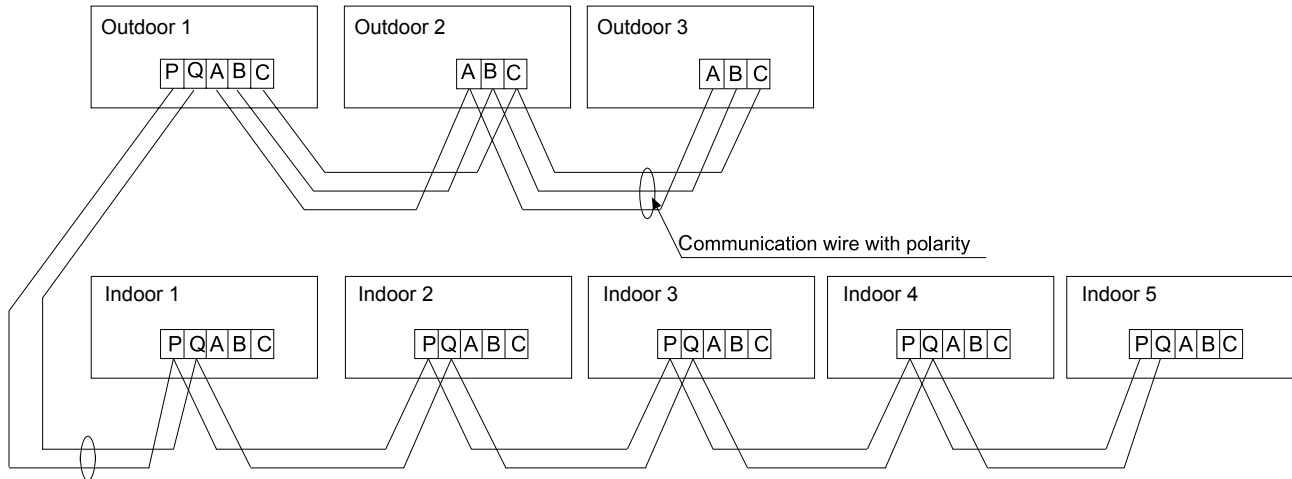 Outdoor 1
P Q A B C
Outdoor 2
A B C
Outdoor 3
A B C
Communication wire with polarity
Indoor 1
P Q A B C
Indoor 2
P Q A B C
Indoor 3
P Q A B C
Indoor 4
P Q A B C
Indoor 5
P Q A B C